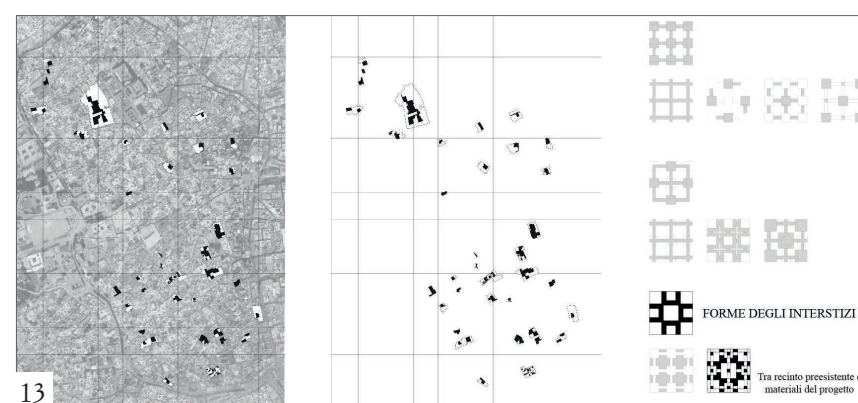 FORME DEGLI INTERSTIZI
Tra recinto preesistente e
materiali del progetto
13